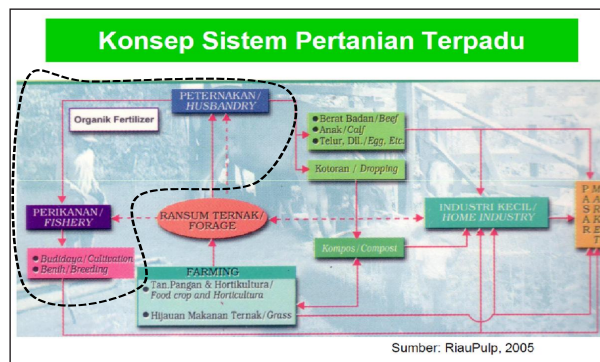 Konsep Sistem Pertanian Terpadu
PETERNAKAN/
HUSBANDRY
Organik Fertilizer
• Berat Badan/Beef
• Anak/Calf
• Telur, Dll./Egg, Etc.
Kotoran / Dropping
PERIKANAN/
FISHERY
RANSUM TERNAK/
FORAGE
INDUSTRI KECIL/
HOME INDUSTRY
PASAR
MARKET
• Budidaya/Cultivation
• Benih/Breeding
Kompos/Compost
FARMING
• Tan.Pangan & Hortikultura/
Food crop and Horticultura
• Hijauan Makanan Ternak/Grass
Sumber: RiauPulp, 2005